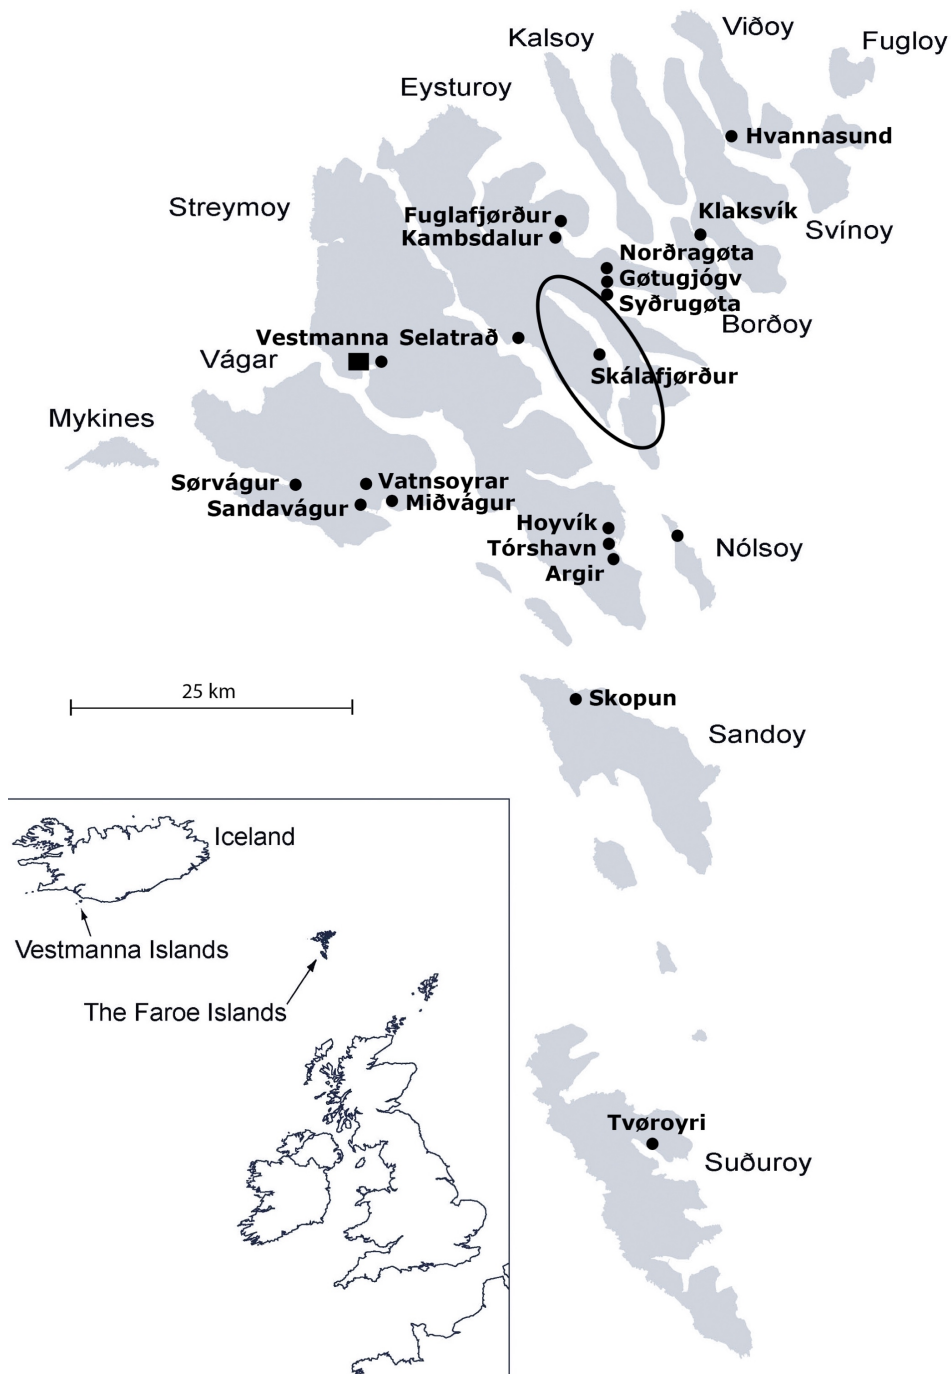 Viðoy
Kalsoy
Fugloy
Eysturoy
Hvannasund
Streymoy
Klaksvík
Fuglafjørður
Svínoy
Kambsdalur
Norðragøta
Gøtugjógv
Syðrugøta
Borðoy
Vestmanna
Selatrað
Vágar
Skálafjørður
Mykines
Sørvágur
Vatnsoyrar
Sandavágur
Miðvágur
Hoyvík
Tórshavn
Nólsoy
Argir
25 km
Skopun
Sandoy
Iceland
Vestmanna Islands
The Faroe Islands
Tvøroyri
Suðuroy